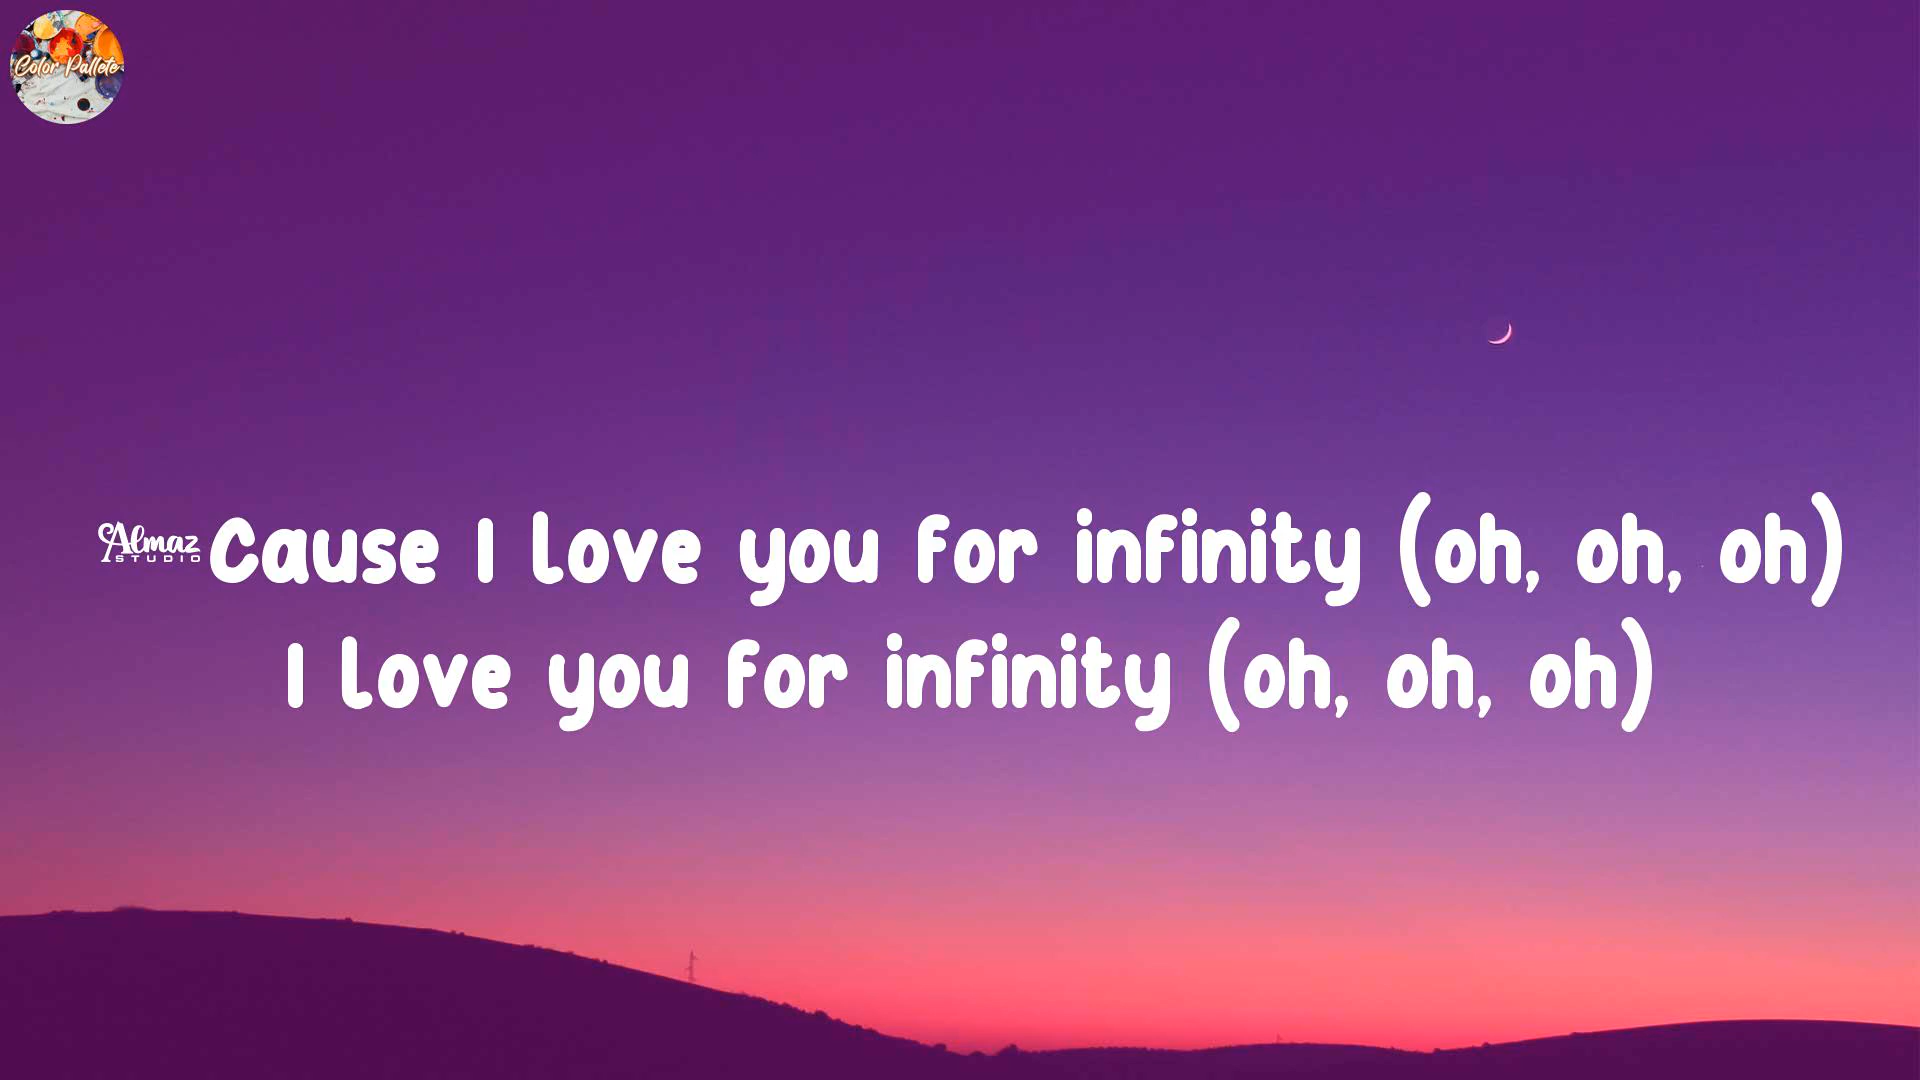 Color Pallete
Almaz STUDIO Cause I love you for infinity (oh, oh, oh)
I love you for infinity (oh, oh, oh)